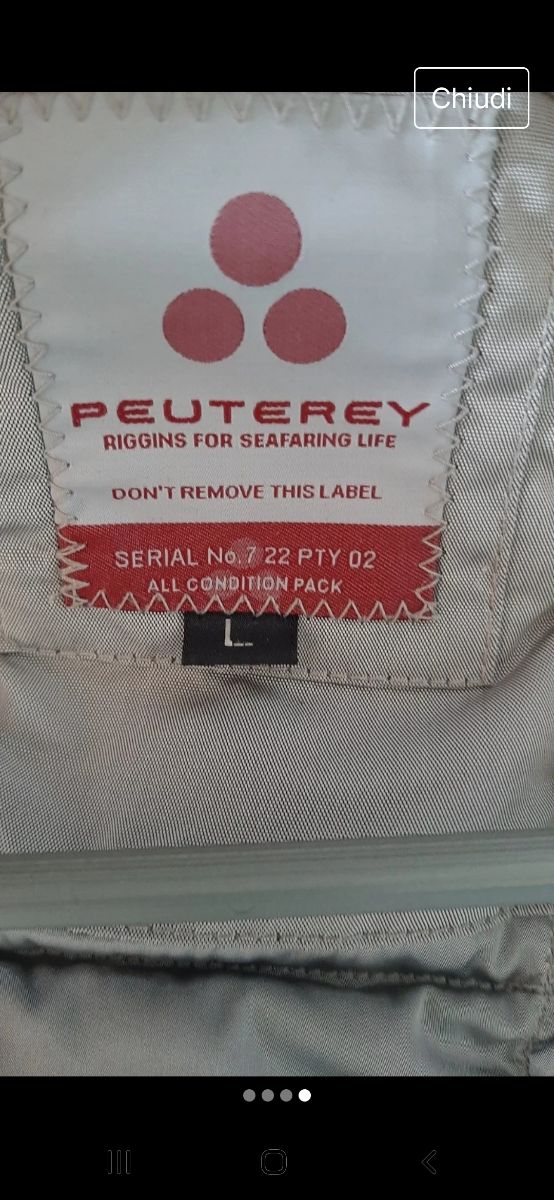 Chiudi
PEUTEREY
RIGGINS FOR SEAFARING LIFE
DON'T REMOVE THIS LABEL
SERIAL No.7 22 PTY 02
ALL CONDITION PACK
L